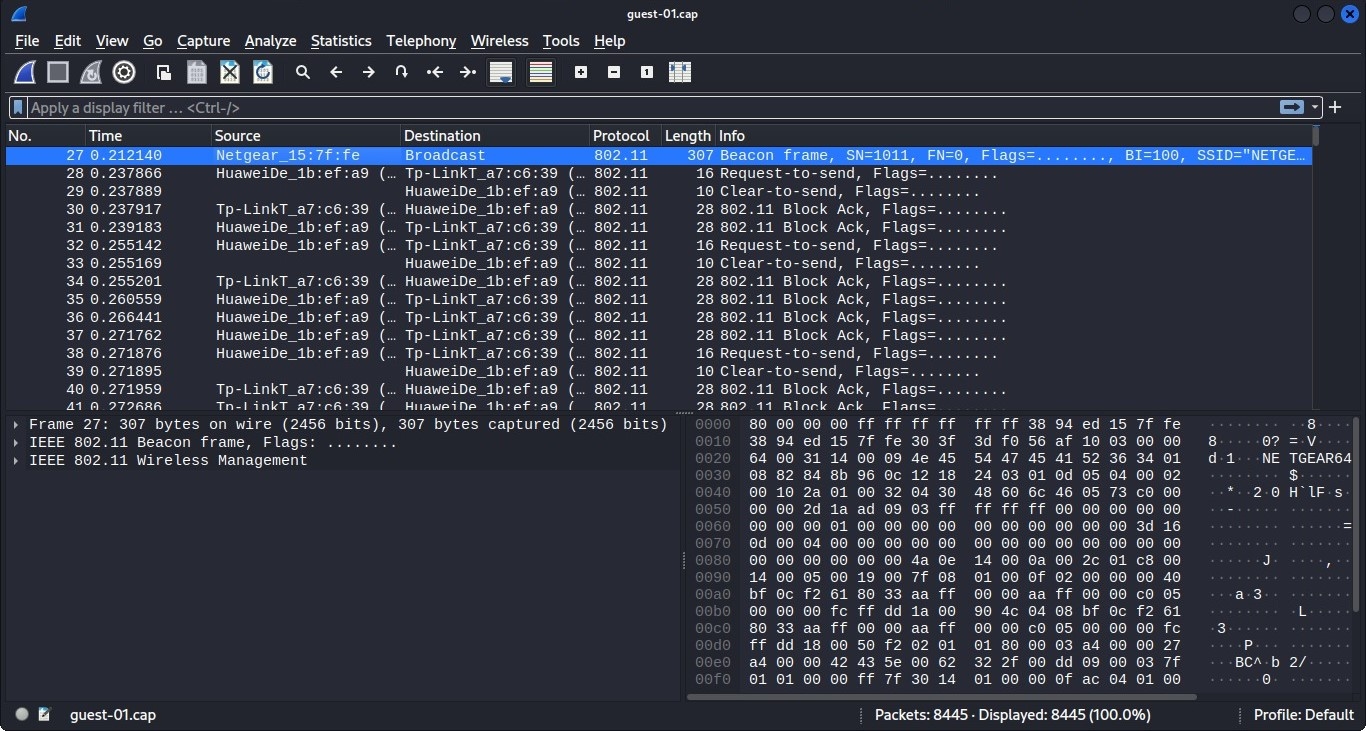 guest-01.cap
File Edit View Go Capture Analyze Statistics Telephony Wireless Tools Help
Apply a display filter … <Ctrl-/>
No. Time Source Destination Protocol Length Info
27 0.212140 Netgear_15:7f:fe Broadcast 802.11 307 Beacon frame, SN=1011, FN=0, Flags=........, BI=100, SSID="NETGE…
28 0.237866 HuaweiDe_1b:ef:a9 (… Tp-LinkT_a7:c6:39 (… 802.11 16 Request-to-send, Flags=........
29 0.237889 HuaweiDe_1b:ef:a9 (… 802.11 10 Clear-to-send, Flags=........
30 0.237917 Tp-LinkT_a7:c6:39 (… HuaweiDe_1b:ef:a9 (… 802.11 28 802.11 Block Ack, Flags=........
31 0.239183 HuaweiDe_1b:ef:a9 (… Tp-LinkT_a7:c6:39 (… 802.11 28 802.11 Block Ack, Flags=........
32 0.255142 HuaweiDe_1b:ef:a9 (… Tp-LinkT_a7:c6:39 (… 802.11 16 Request-to-send, Flags=........
33 0.255169 HuaweiDe_1b:ef:a9 (… 802.11 10 Clear-to-send, Flags=........
34 0.255201 Tp-LinkT_a7:c6:39 (… HuaweiDe_1b:ef:a9 (… 802.11 28 802.11 Block Ack, Flags=........
35 0.260559 HuaweiDe_1b:ef:a9 (… Tp-LinkT_a7:c6:39 (… 802.11 28 802.11 Block Ack, Flags=........
36 0.266441 HuaweiDe_1b:ef:a9 (… Tp-LinkT_a7:c6:39 (… 802.11 28 802.11 Block Ack, Flags=........
37 0.271762 HuaweiDe_1b:ef:a9 (… Tp-LinkT_a7:c6:39 (… 802.11 28 802.11 Block Ack, Flags=........
38 0.271876 HuaweiDe_1b:ef:a9 (… Tp-LinkT_a7:c6:39 (… 802.11 16 Request-to-send, Flags=........
39 0.271895 HuaweiDe_1b:ef:a9 (… 802.11 10 Clear-to-send, Flags=........
40 0.271959 Tp-LinkT_a7:c6:39 (… HuaweiDe_1b:ef:a9 (… 802.11 28 802.11 Block Ack, Flags=........
41 0.272686 Tp-LinkT_a7:c6:39 (… HuaweiDe_1b:ef:a9 (… 802.11 28 802.11 Block Ack, Flags=........
Frame 27: 307 bytes on wire (2456 bits), 307 bytes captured (2456 bits)
IEEE 802.11 Beacon frame, Flags: ........
IEEE 802.11 Wireless Management
0000 80 00 00 00 ff ff ff ff ff ff 38 94 ed 15 7f fe ········ ··8·····
0010 38 94 ed 15 7f fe 30 3f 3d f0 56 af 10 03 00 00 8·····0? =·V·····
0020 64 00 31 14 00 09 4e 45 54 47 45 41 52 36 34 01 d·1···NE TGEAR64·
0030 08 82 84 8b 96 0c 12 18 24 03 01 0d 05 04 00 02 ········ $·······
0040 00 10 2a 01 00 32 04 30 48 60 6c 46 05 73 c0 00 ··*··2·0 H`lF·s··
0050 00 00 2d 1a ad 09 03 ff ff ff ff ff 00 00 00 00 ··-····· ········
0060 00 00 00 01 00 00 00 00 00 00 00 00 00 00 3d 16 ········ ······=
0070 0d 00 04 00 00 00 00 00 00 00 00 00 00 00 00 00 ········ ········
0080 00 00 00 00 00 00 4a 0e 14 00 0a 00 2c 01 c8 00 ······J· ····,···
0090 14 00 05 00 19 00 7f 08 01 00 0f 02 00 00 00 40 ········ ·······
00a0 bf 0c f2 61 80 33 aa ff 00 00 aa ff 00 00 c0 05 ···a·3·· ········
00b0 00 00 00 fc ff dd 1a 00 90 4c 04 08 bf 0c f2 61 ········ ·L·····
00c0 80 33 aa ff 00 00 aa ff 00 00 c0 05 00 00 00 fc ·3······ ········
00d0 ff dd 18 00 50 f2 02 01 01 80 00 03 a4 00 00 27 ····P··· ·······
00e0 a4 00 00 42 43 5e 00 62 32 2f 00 dd 09 00 03 7f ···BC^·b 2/······
00f0 01 01 00 00 ff 7f 30 14 01 00 00 0f ac 04 01 00 ······0· ········
guest-01.cap Packets: 8445 · Displayed: 8445 (100.0%) Profile: Default